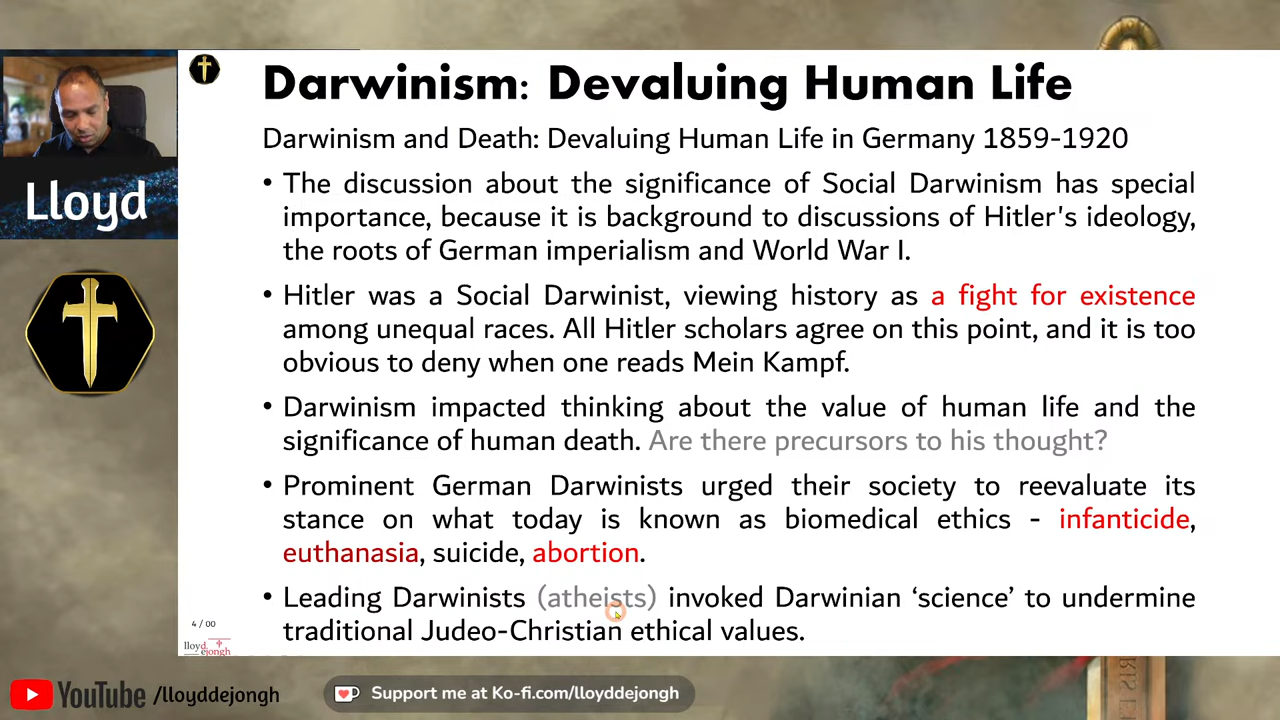 Darwinism: Devaluing Human Life
Darwinism and Death: Devaluing Human Life in Germany 1859-1920
• The discussion about the significance of Social Darwinism has special
importance, because it is background to discussions of Hitler's ideology,
the roots of German imperialism and World War I.
• Hitler was a Social Darwinist, viewing history as a fight for existence
among unequal races. All Hitler scholars agree on this point, and it is too
obvious to deny when one reads Mein Kampf.
• Darwinism impacted thinking about the value of human life and the
significance of human death. Are there precursors to his thought?
• Prominent German Darwinists urged their society to reevaluate its
stance on what today is known as biomedical ethics - infanticide,
euthanasia, suicide, abortion.
• Leading Darwinists (atheists) invoked Darwinian ‘science’ to undermine
traditional Judeo-Christian ethical values.
4 / 00
Lloyd
YouTube /lloyddejongh
Support me at Ko-fi.com/lloyddejongh